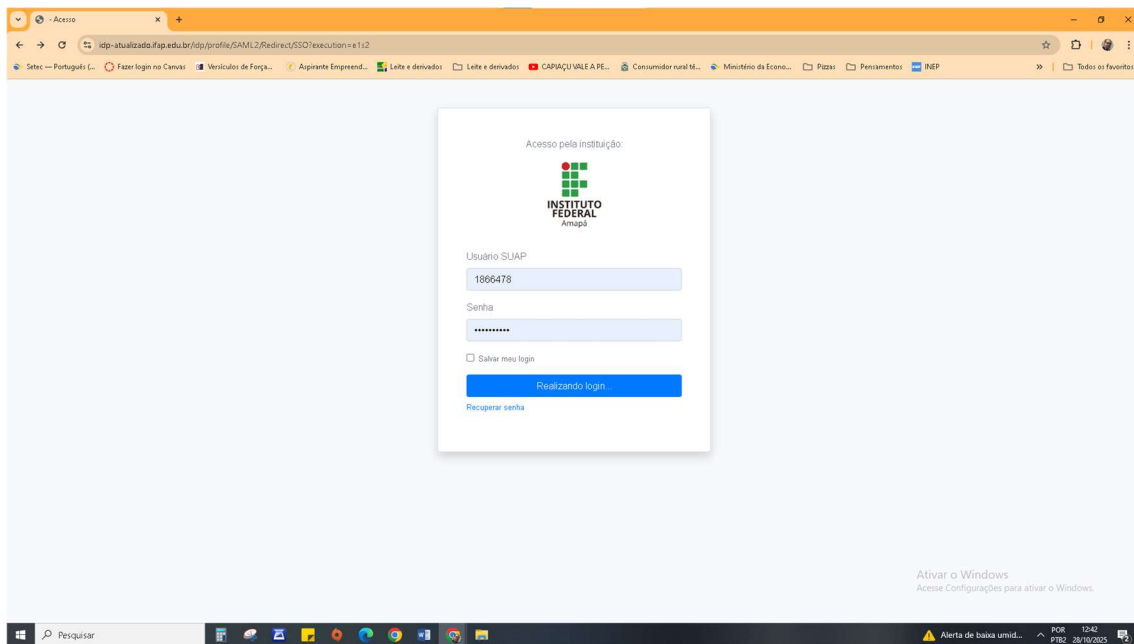 - Acesso
idp-atualizado.ifap.edu.br/idp/profile/SAML2/Redirect/SSO?execution=e1s2
Setec — Português (... Fazer login no Canvas Versículos de Força... Aspirante Empreend... Leite e derivados Leite e derivados CAPIAÇU VALE A PE... Consumidor rural té... Ministério da Econo... Pizzas Pensamentos INEP » Todos os favoritos
Acesso pela instituição:
INSTITUTO
FEDERAL
Amapá
Usuário SUAP
1866478
Senha
••••••••••
Salvar meu login
Realizando login...
Recuperar senha
Ativar o Windows
Acesse Configurações para ativar o Windows.
Pesquisar
Alerta de baixa umid...
POR 12:42
PTB2 28/10/2025